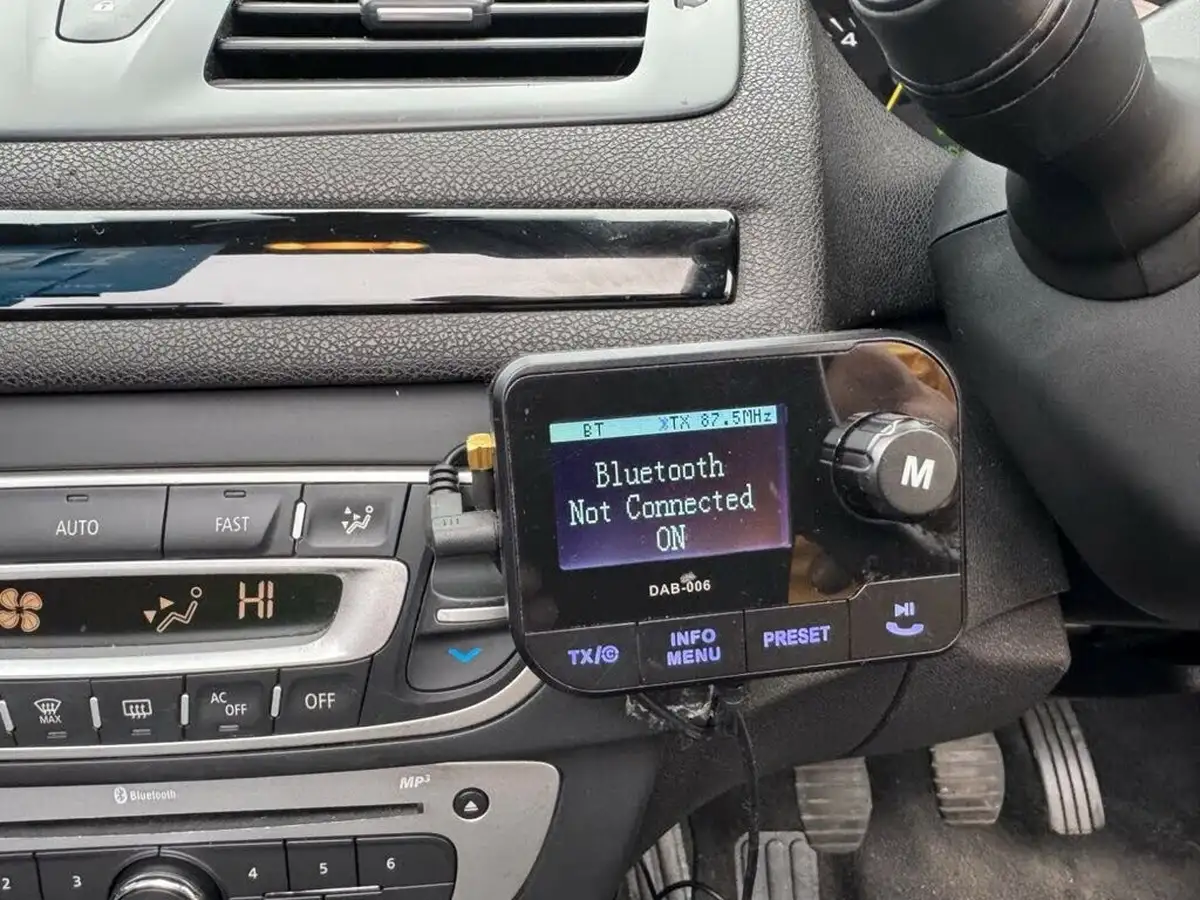 4
BT TX 87.5MHz
Bluetooth
Not Connected
ON
M
DAB-006
TX/©
INFO
MENU
PRESET
AUTO
FAST
HI
MAX
AC
OFF
OFF
Bluetooth
MP3
2
3
4
5
6